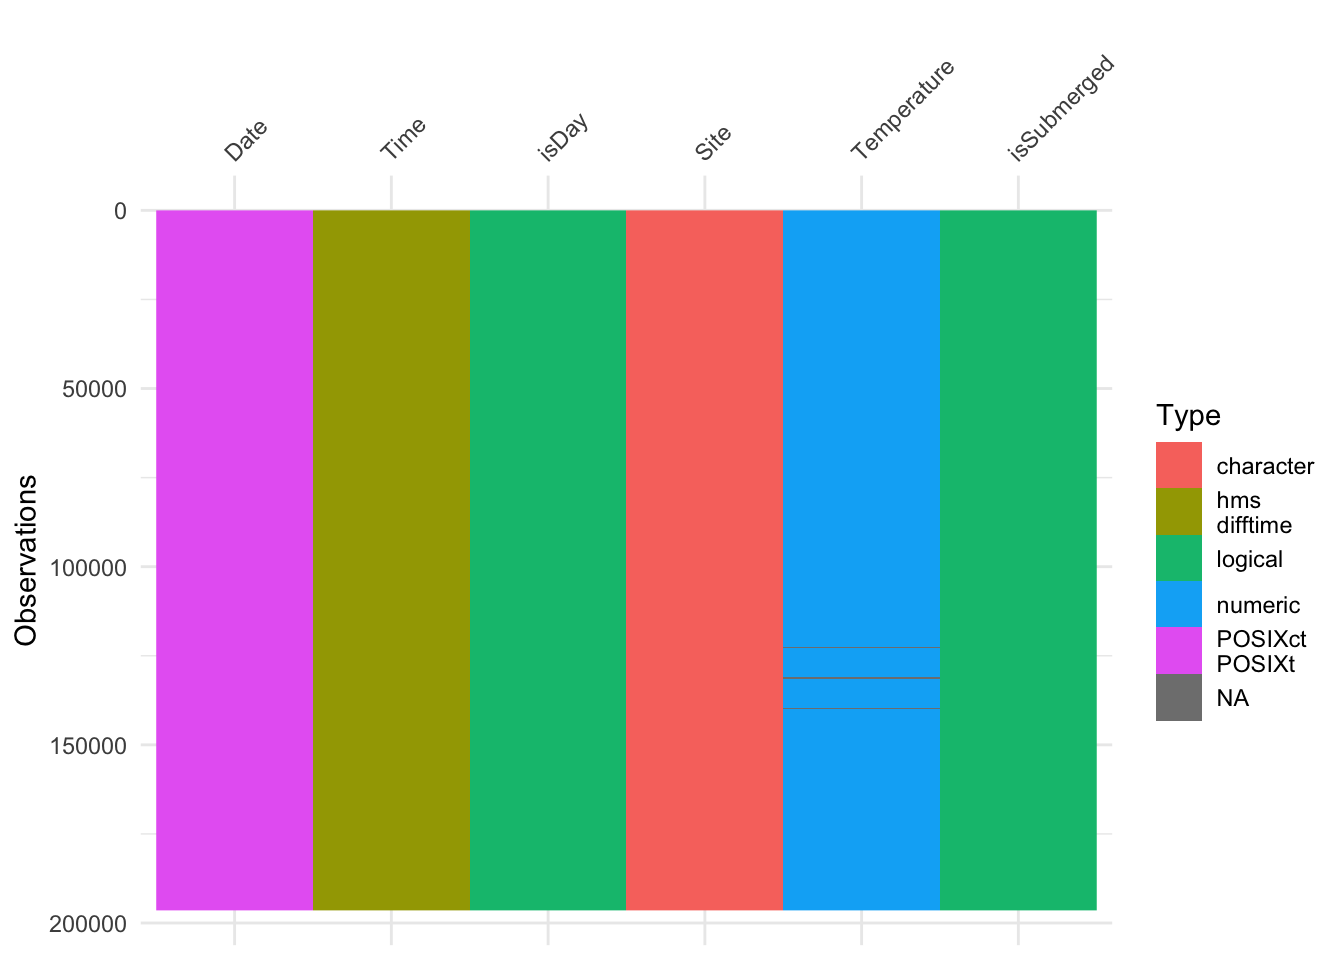 Date
Time
isDay
Site
Temperature
isSubmerged
0
50000
100000
150000
200000
Observations
Type
character
hms
difftime
logical
numeric
POSIXct
POSIXt
NA